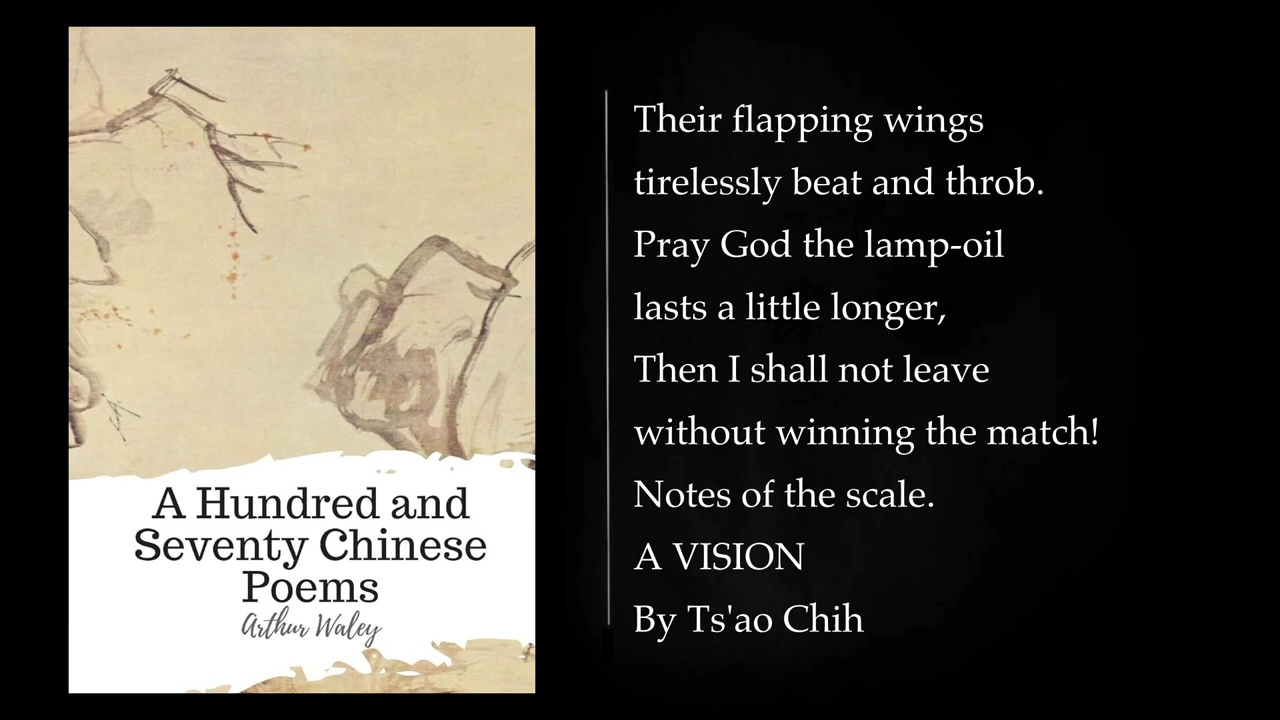 A Hundred and
Seventy Chinese
Poems
Arthur Waley
Their flapping wings
tirelessly beat and throb.
Pray God the lamp-oil
lasts a little longer,
Then I shall not leave
without winning the match!
Notes of the scale.
A VISION
By Ts'ao Chih